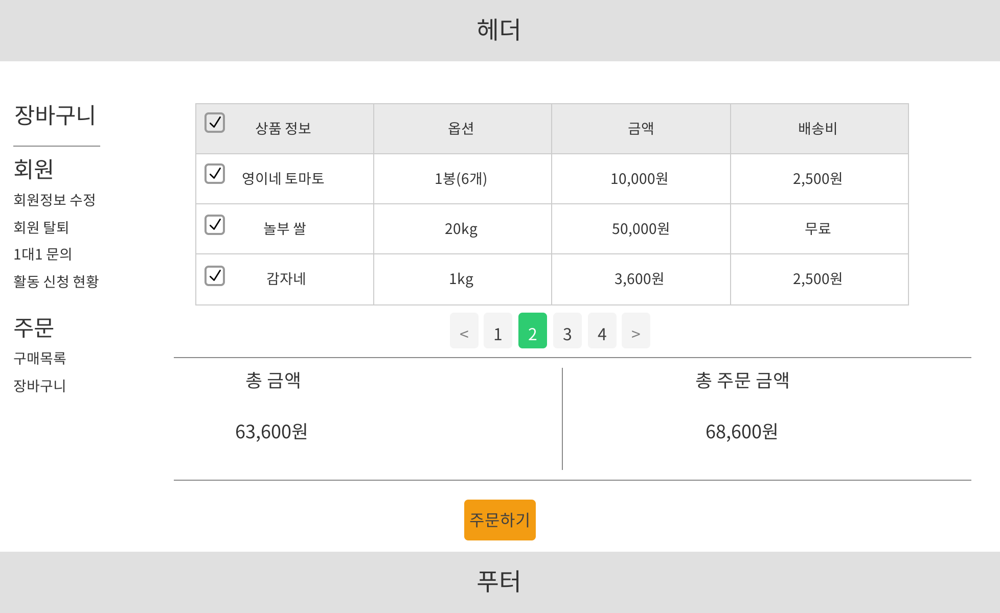 헤더
장바구니
회원
회원정보 수정
회원 탈퇴
1대1 문의
활동 신청 현황
주문
구매목록
장바구니
상품 정보 옵션 금액 배송비
영이네 토마토 1봉(6개) 10,000원 2,500원
놀부 쌀 20kg 50,000원 무료
감자네 1kg 3,600원 2,500원
< 1 2 3 4 >
총 금액 총 주문 금액
63,600원 68,600원
주문하기
푸터